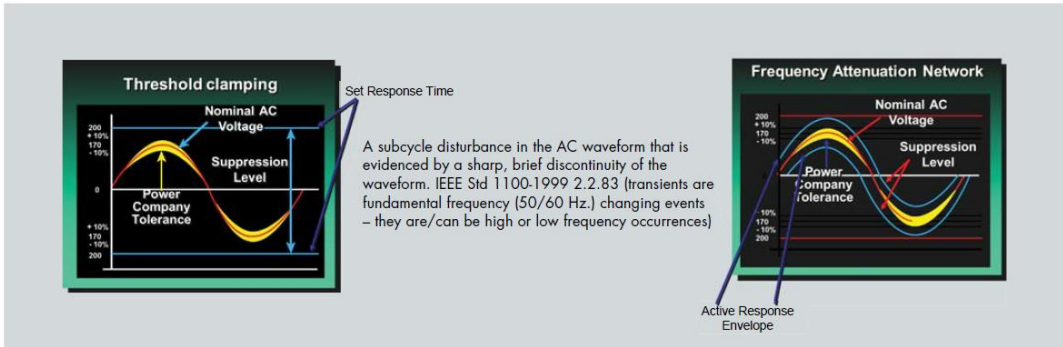 Threshold clamping
Nominal AC
Voltage
200
+ 10%
170
- 10%
Suppression
Level
0
Power
Company
Tolerance
+ 10%
170
- 10%
200
Set Response Time
A subcycle disturbance in the AC waveform that is
evidenced by a sharp, brief discontinuity of the
waveform. IEEE Std 1100-1999 2.2.83 (transients are
fundamental frequency (50/60 Hz.) changing events
– they are/can be high or low frequency occurrences)
Frequency Attenuation Network
Nominal AC
Voltage
200
+ 10%
170
- 10%
Suppression
Level
0
Power
Company
Tolerance
10%
170
- 10%
200
Active Response
Envelope